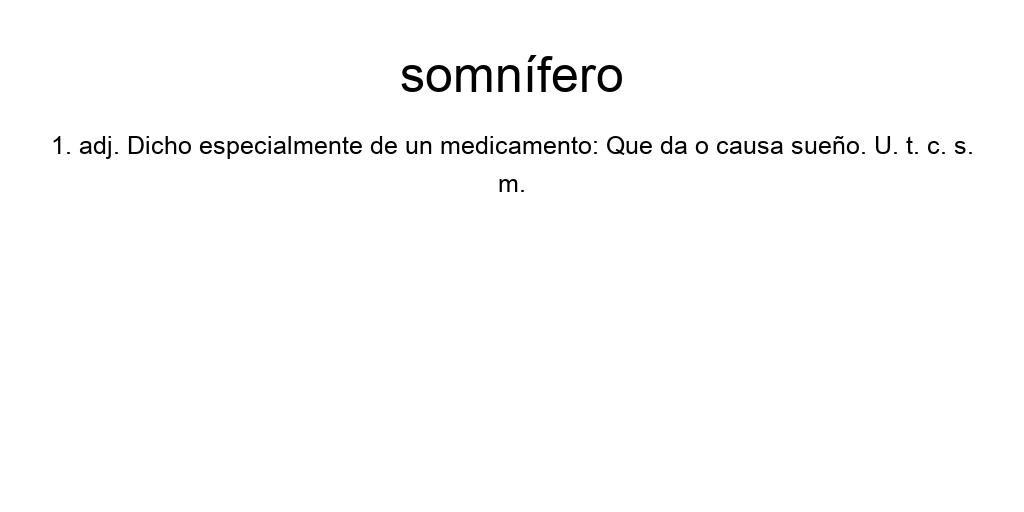 somnífero
1. adj. Dicho especialmente de un medicamento: Que da o causa sueño. U. t. c. s.
m.